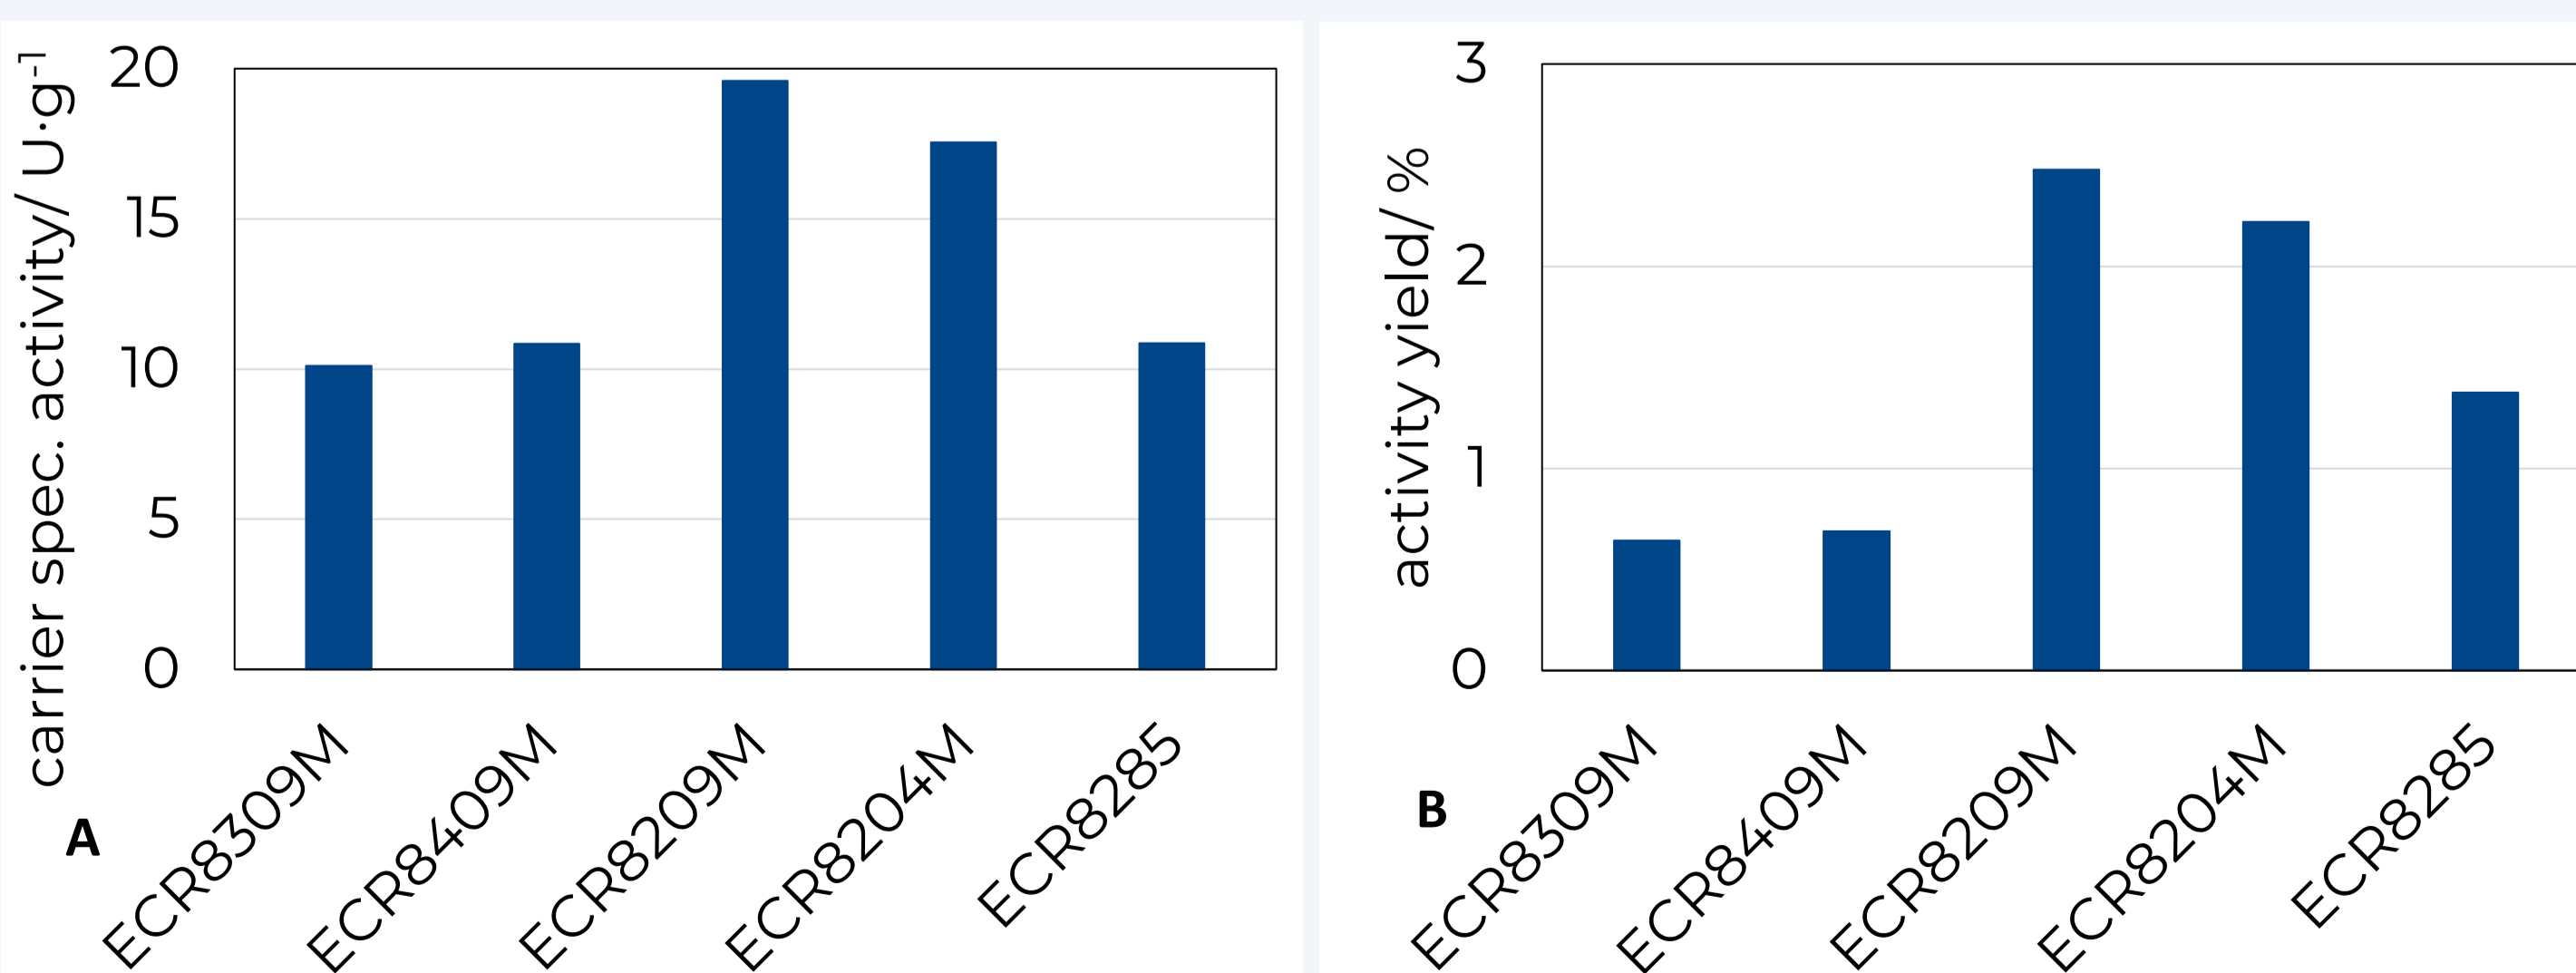 carrier spec. activity/ U·g⁻¹
20
15
10
5
0
ECR8309M
ECR8409M
ECR8209M
ECR8204M
ECR8285
A
activity yield/ %
3
2
1
0
ECR8309M
ECR8409M
ECR8209M
ECR8204M
ECR8285
B